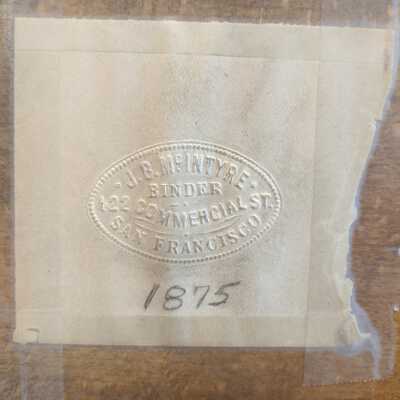 J.B. McINTYRE
BINDER
422 COMMERCIAL ST.
SAN FRANCISCO
1875